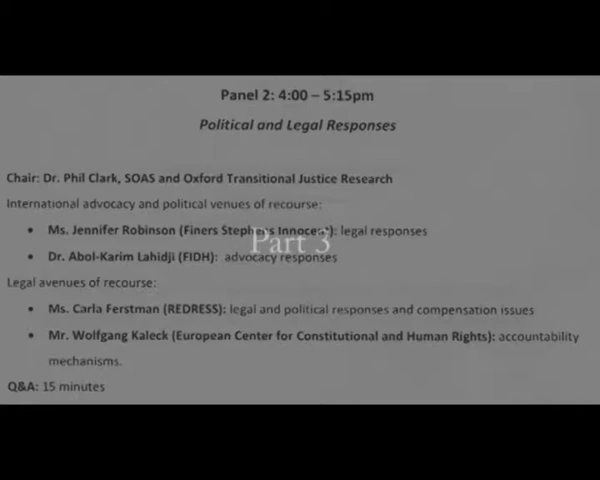 Panel 2: 4:00 – 5:15pm
Political and Legal Responses
Chair: Dr. Phil Clark, SOAS and Oxford Transitional Justice Research
International advocacy and political venues of recourse:
• Ms. Jennifer Robinson (Finers Stephens Innocent): legal responses
Part 3
• Dr. Abol-Karim Lahidji (FIDH): advocacy responses
Legal avenues of recourse:
• Ms. Carla Ferstman (REDRESS): legal and political responses and compensation issues
• Mr. Wolfgang Kaleck (European Center for Constitutional and Human Rights): accountability
mechanisms.
Q&A: 15 minutes